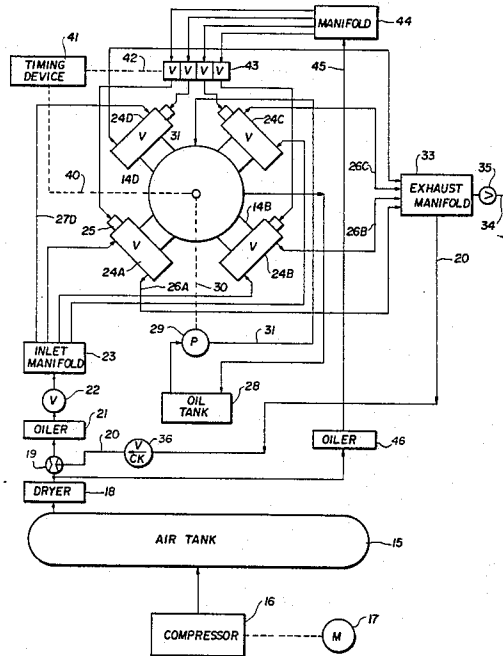 41
TIMING
DEVICE
42
V V V V
43
MANIFOLD
44
45
24D
V
31
24C
V
14D
40
27D
25
V
24A
26A
14B
V
24B
30
26C
26B
33
EXHAUST
MANIFOLD
35
V
34
20
29
P
31
INLET
MANIFOLD
23
V
22
OIL
TANK
28
OILER
21
20
V
CK
36
19
OILER
46
DRYER
18
AIR TANK
15
16
COMPRESSOR
17
M